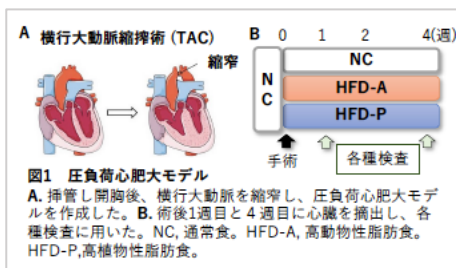 A 横行大動脈縮搾術 (TAC)
縮窄
B 0 1 2 4(週)
NC
NC
HFD-A
HFD-P
手術
各種検査
図1 圧負荷心肥大モデル
A. 挿管し開胸後、横行大動脈を縮窄し、圧負荷心肥大モデ
ルを作成した。B. 術後1週目と4週目に心臓を摘出し、各
種検査に用いた。NC, 通常食。HFD-A, 高動物性脂肪食。
HFD-P,高植物性脂肪食。